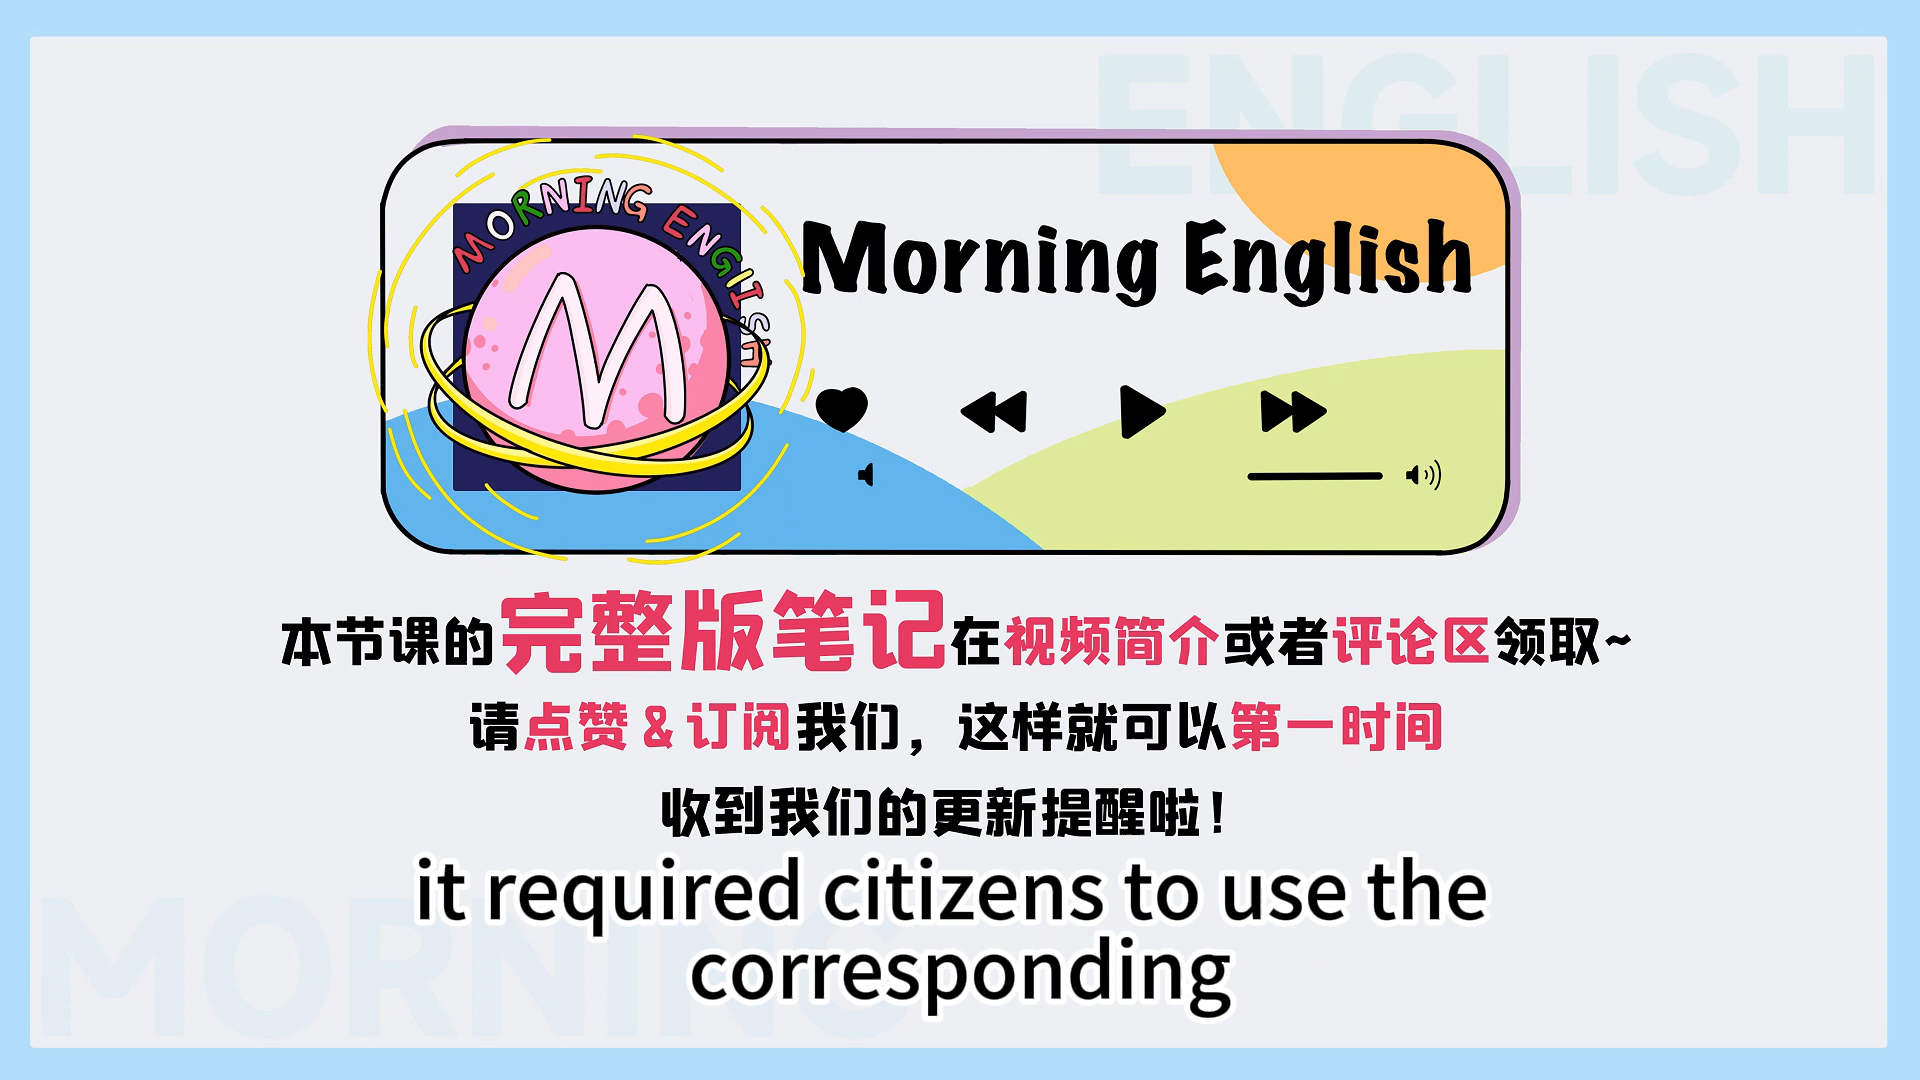 ENGLISH
MORNING ENGLISH
M
Morning English
本节课的完整版笔记在视频简介或者评论区领取~
请点赞&订阅我们，这样就可以第一时间
收到我们的更新提醒啦！
it required citizens to use the
corresponding
MORNING